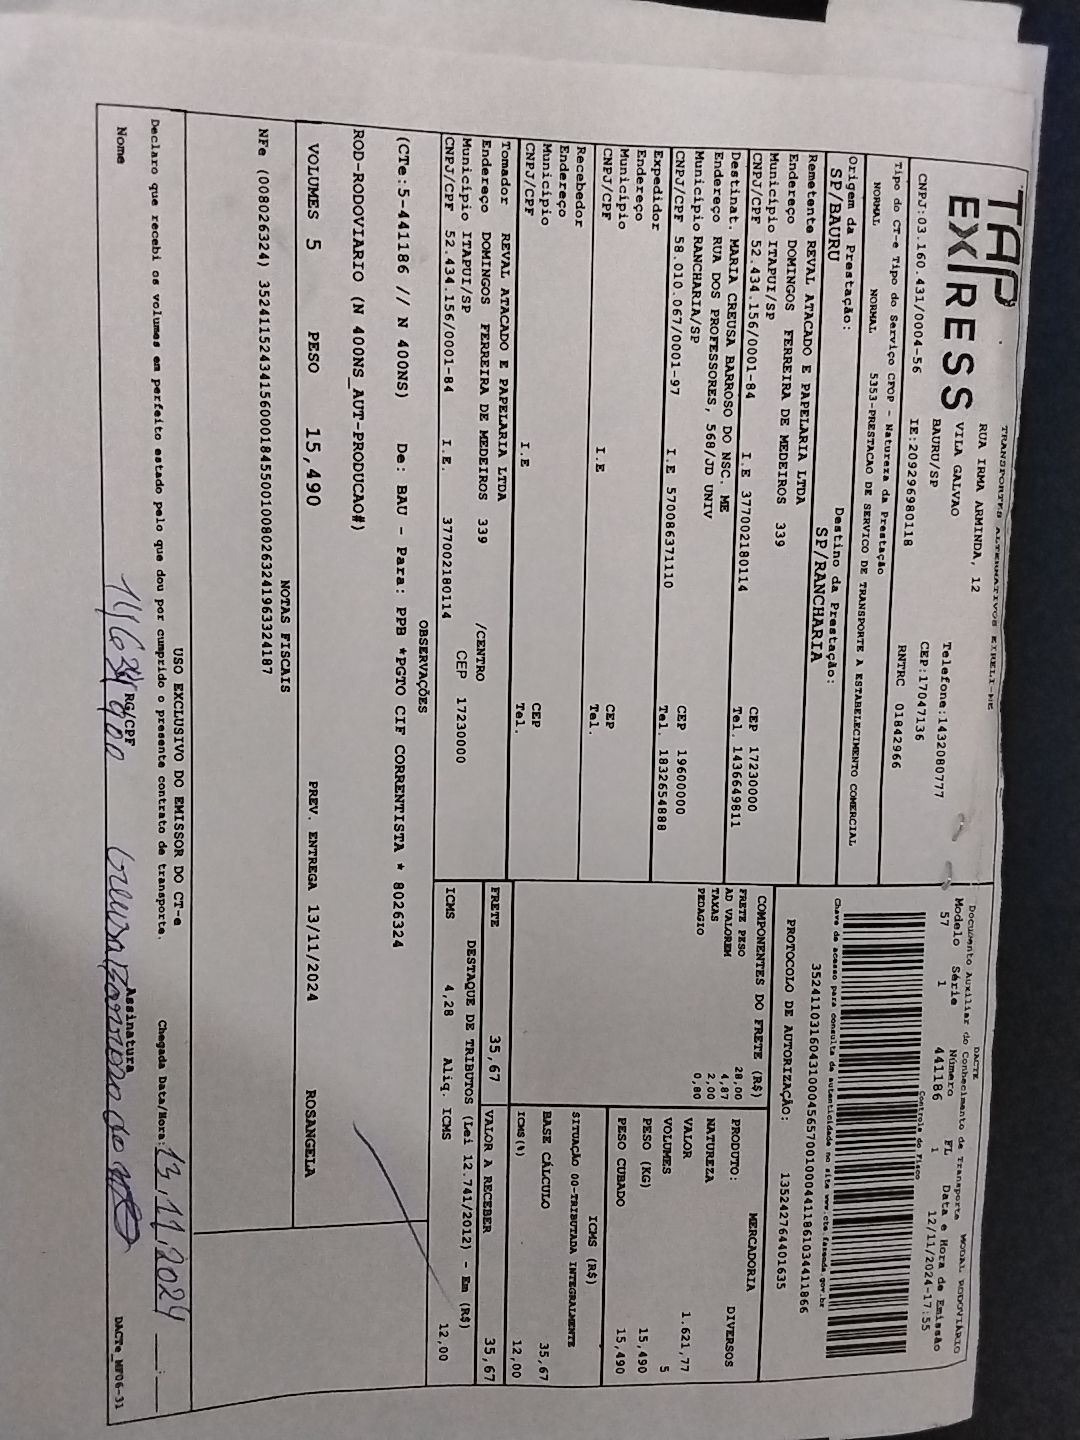 TRANSPORTES ALTERNATIVOS EIRELI-ME
TAP
EXPRESS
RUA IRMA ARMINDA, 12
VILA GALVAO
BAURU/SP
Telefone:1432080777
CEP:17047136
CNPJ:03.160.431/0004-56
IE:209296980118
RNTRC 01842966
Tipo do CT-e Tipo do Serviço CFOP - Natureza da Prestação
NORMAL NORMAL 5353-PRESTACAO DE SERVICO DE TRANSPORTE A ESTABELECIMENTO COMERCIAL
Origem da Prestação: Destino da Prestação:
SP/BAURU SP/RANCHARIA
Remetente REVAL ATACADO E PAPELARIA LTDA
Endereço DOMINGOS FERREIRA DE MEDEIROS 339
Município ITAPUI/SP CEP 17230000
CNPJ/CPF 52.434.156/0001-84 I.E 377002180114 Tel. 1436649811
Destinat. MARIA CREUSA BARROSO DO NSC. ME
Endereço RUA DOS PROFESSORES, 568/JD UNIV
Município RANCHARIA/SP CEP 19600000
CNPJ/CPF 58.010.067/0001-97 I.E 570086371110 Tel. 1832654888
Expedidor
Endereço
Município CEP
CNPJ/CPF I.E Tel.
Recebedor
Endereço
Município CEP
CNPJ/CPF I.E Tel.
Tomador REVAL ATACADO E PAPELARIA LTDA
Endereço DOMINGOS FERREIRA DE MEDEIROS 339 /CENTRO
Município ITAPUI/SP CEP 17230000
CNPJ/CPF 52.434.156/0001-84 I.E. 377002180114
DACTE
Documento Auxiliar do Conhecimento de Transporte MODAL RODOVIÁRIO
Modelo Série Número FL Data e Hora de Emissão
57 1 441186 1 12/11/2024-17:55
Controle do Fisco
Chave de acesso para consulta de autenticidade no site www.cte.fazenda.gov.br
35241103160431000456570010004411861034411866
PROTOCOLO DE AUTORIZAÇÃO: 135242764401635
COMPONENTES DO FRETE (R$)
FRETE PESO 28,00
AD VALOREM 4,87
TAXAS 2,00
PEDAGIO 0,80
MERCADORIA
PRODUTO: DIVERSOS
NATUREZA
VALOR 1.621,77
VOLUMES 5
PESO (KG) 15,490
PESO CUBADO 15,490
ICMS (R$)
SITUAÇÃO 00-TRIBUTADA INTEGRALMENTE
BASE CÁLCULO 35,67
ICMS(%) 12,00
FRETE 35,67 VALOR A RECEBER 35,67
DESTAQUE DE TRIBUTOS (Lei 12.741/2012) - Em (R$)
ICMS 4,28 Aliq. ICMS 12,00
OBSERVAÇÕES
(CTe:5-441186 // N 400NS) De: BAU - Para: PPB *PGTO CIF CORRENTISTA * 8026324
ROD-RODOVIARIO (N 400NS_AUT-PRODUCAO#)
VOLUMES 5 PESO 15,490 PREV. ENTREGA 13/11/2024 ROSANGELA
NOTAS FISCAIS
NFe (008026324) 35241152434156000184550010080263241963324187
USO EXCLUSIVO DO EMISSOR DO CT-e
Declaro que recebi os volumes em perfeito estado pelo que dou por cumprido o presente contrato de transporte. Chegada Data/Hora: 13.11.2024
Nome RG/CPF Assinatura
DACTe_MF06-31